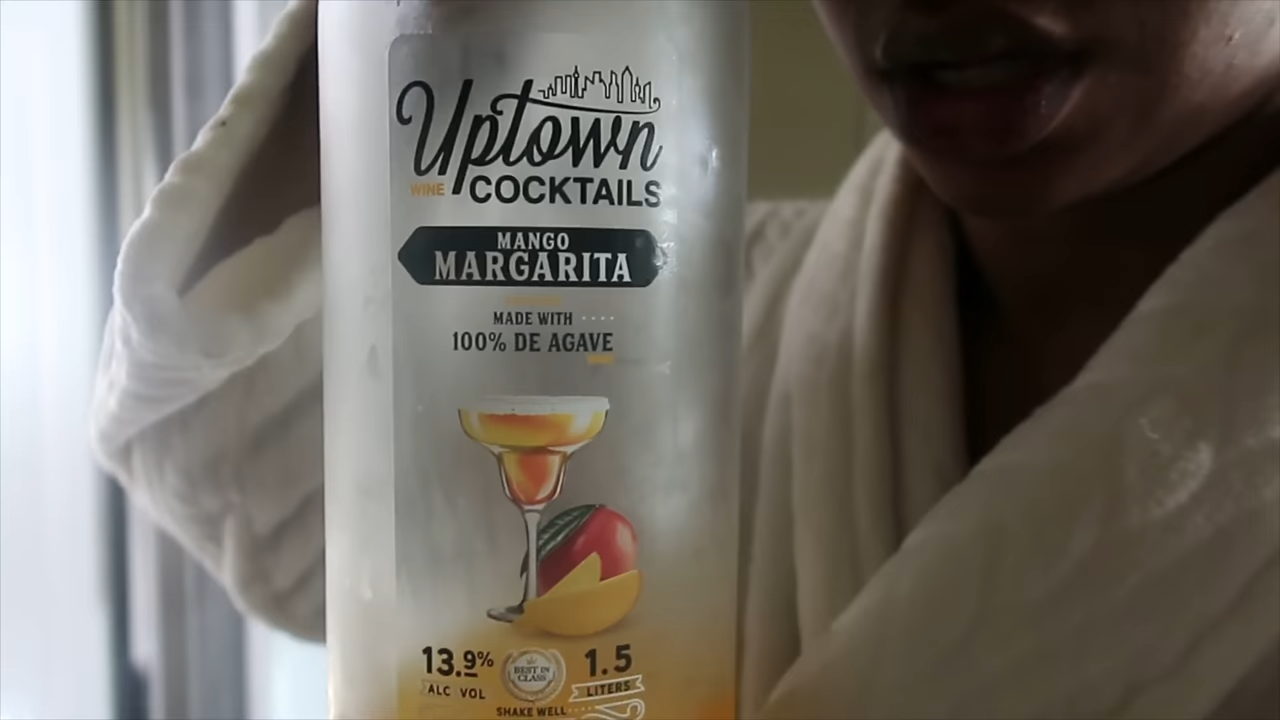 Uptown
WINE COCKTAILS
MANGO
MARGARITA
MADE WITH
100% DE AGAVE
13.9% 1.5
ALC VOL BEST IN CLASS LITERS
SHAKE WELL